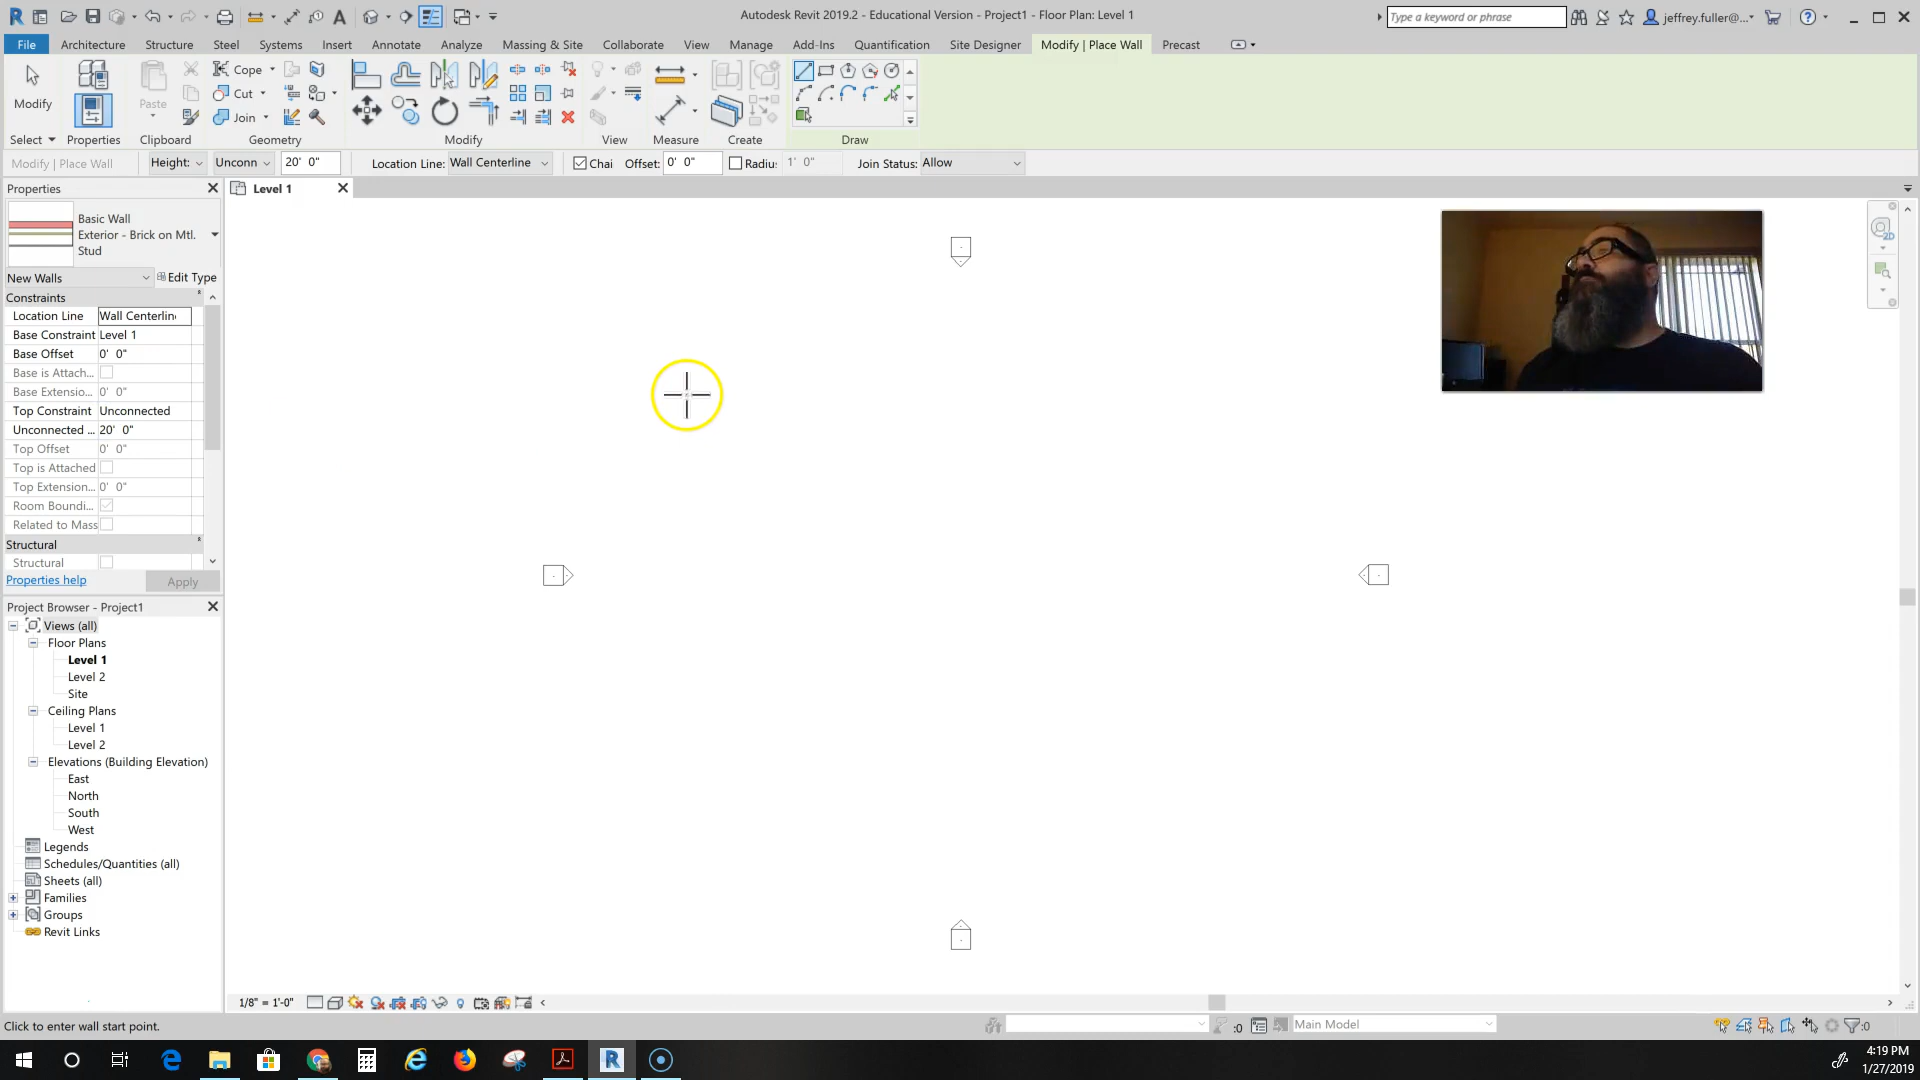 Autodesk Revit 2019.2 - Educational Version - Project1 - Floor Plan: Level 1
Type a keyword or phrase
jeffrey.fuller@...
File Architecture Structure Steel Systems Insert Annotate Analyze Massing & Site Collaborate View Manage Add-Ins Quantification Site Designer Modify | Place Wall Precast
Modify
Paste
Cope
Cut
Join
Select Properties Clipboard Geometry Modify View Measure Create Draw
Modify | Place Wall Height: Unconn 20' 0" Location Line: Wall Centerline Chai Offset: 0' 0" Radiu: 1' 0" Join Status: Allow
Properties
Level 1
Basic Wall
Exterior - Brick on Mtl.
Stud
New Walls Edit Type
Constraints
Location Line Wall Centerlin
Base Constraint Level 1
Base Offset 0' 0"
Base is Attach...
Base Extensio... 0' 0"
Top Constraint Unconnected
Unconnected ... 20' 0"
Top Offset 0' 0"
Top is Attached
Top Extension... 0' 0"
Room Boundi...
Related to Mass
Structural
Structural
Properties help Apply
Project Browser - Project1
Views (all)
Floor Plans
Level 1
Level 2
Site
Ceiling Plans
Level 1
Level 2
Elevations (Building Elevation)
East
North
South
West
Legends
Schedules/Quantities (all)
Sheets (all)
Families
Groups
Revit Links
1/8" = 1'-0"
Click to enter wall start point.
:0
Main Model
:0
2D
4:19 PM
1/27/2019